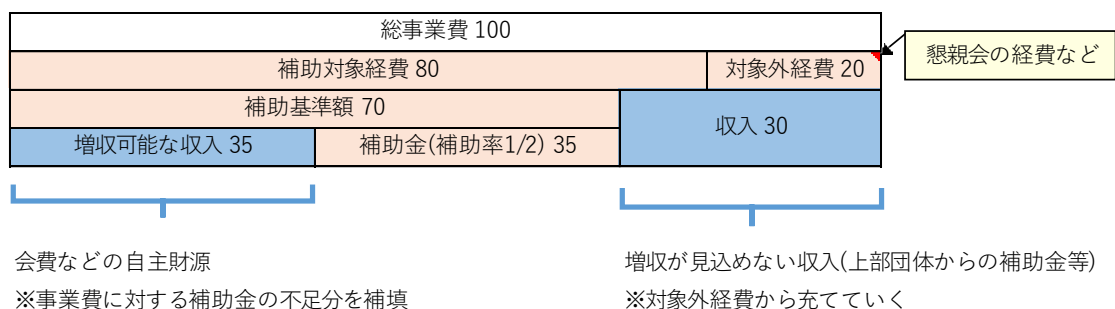 総事業費 100
懇親会の経費など
補助対象経費 80
対象外経費 20
補助基準額 70
収入 30
増収可能な収入 35
補助金(補助率1/2) 35
会費などの自主財源
※事業費に対する補助金の不足分を補填
増収が見込めない収入(上部団体からの補助金等)
※対象外経費から充てていく